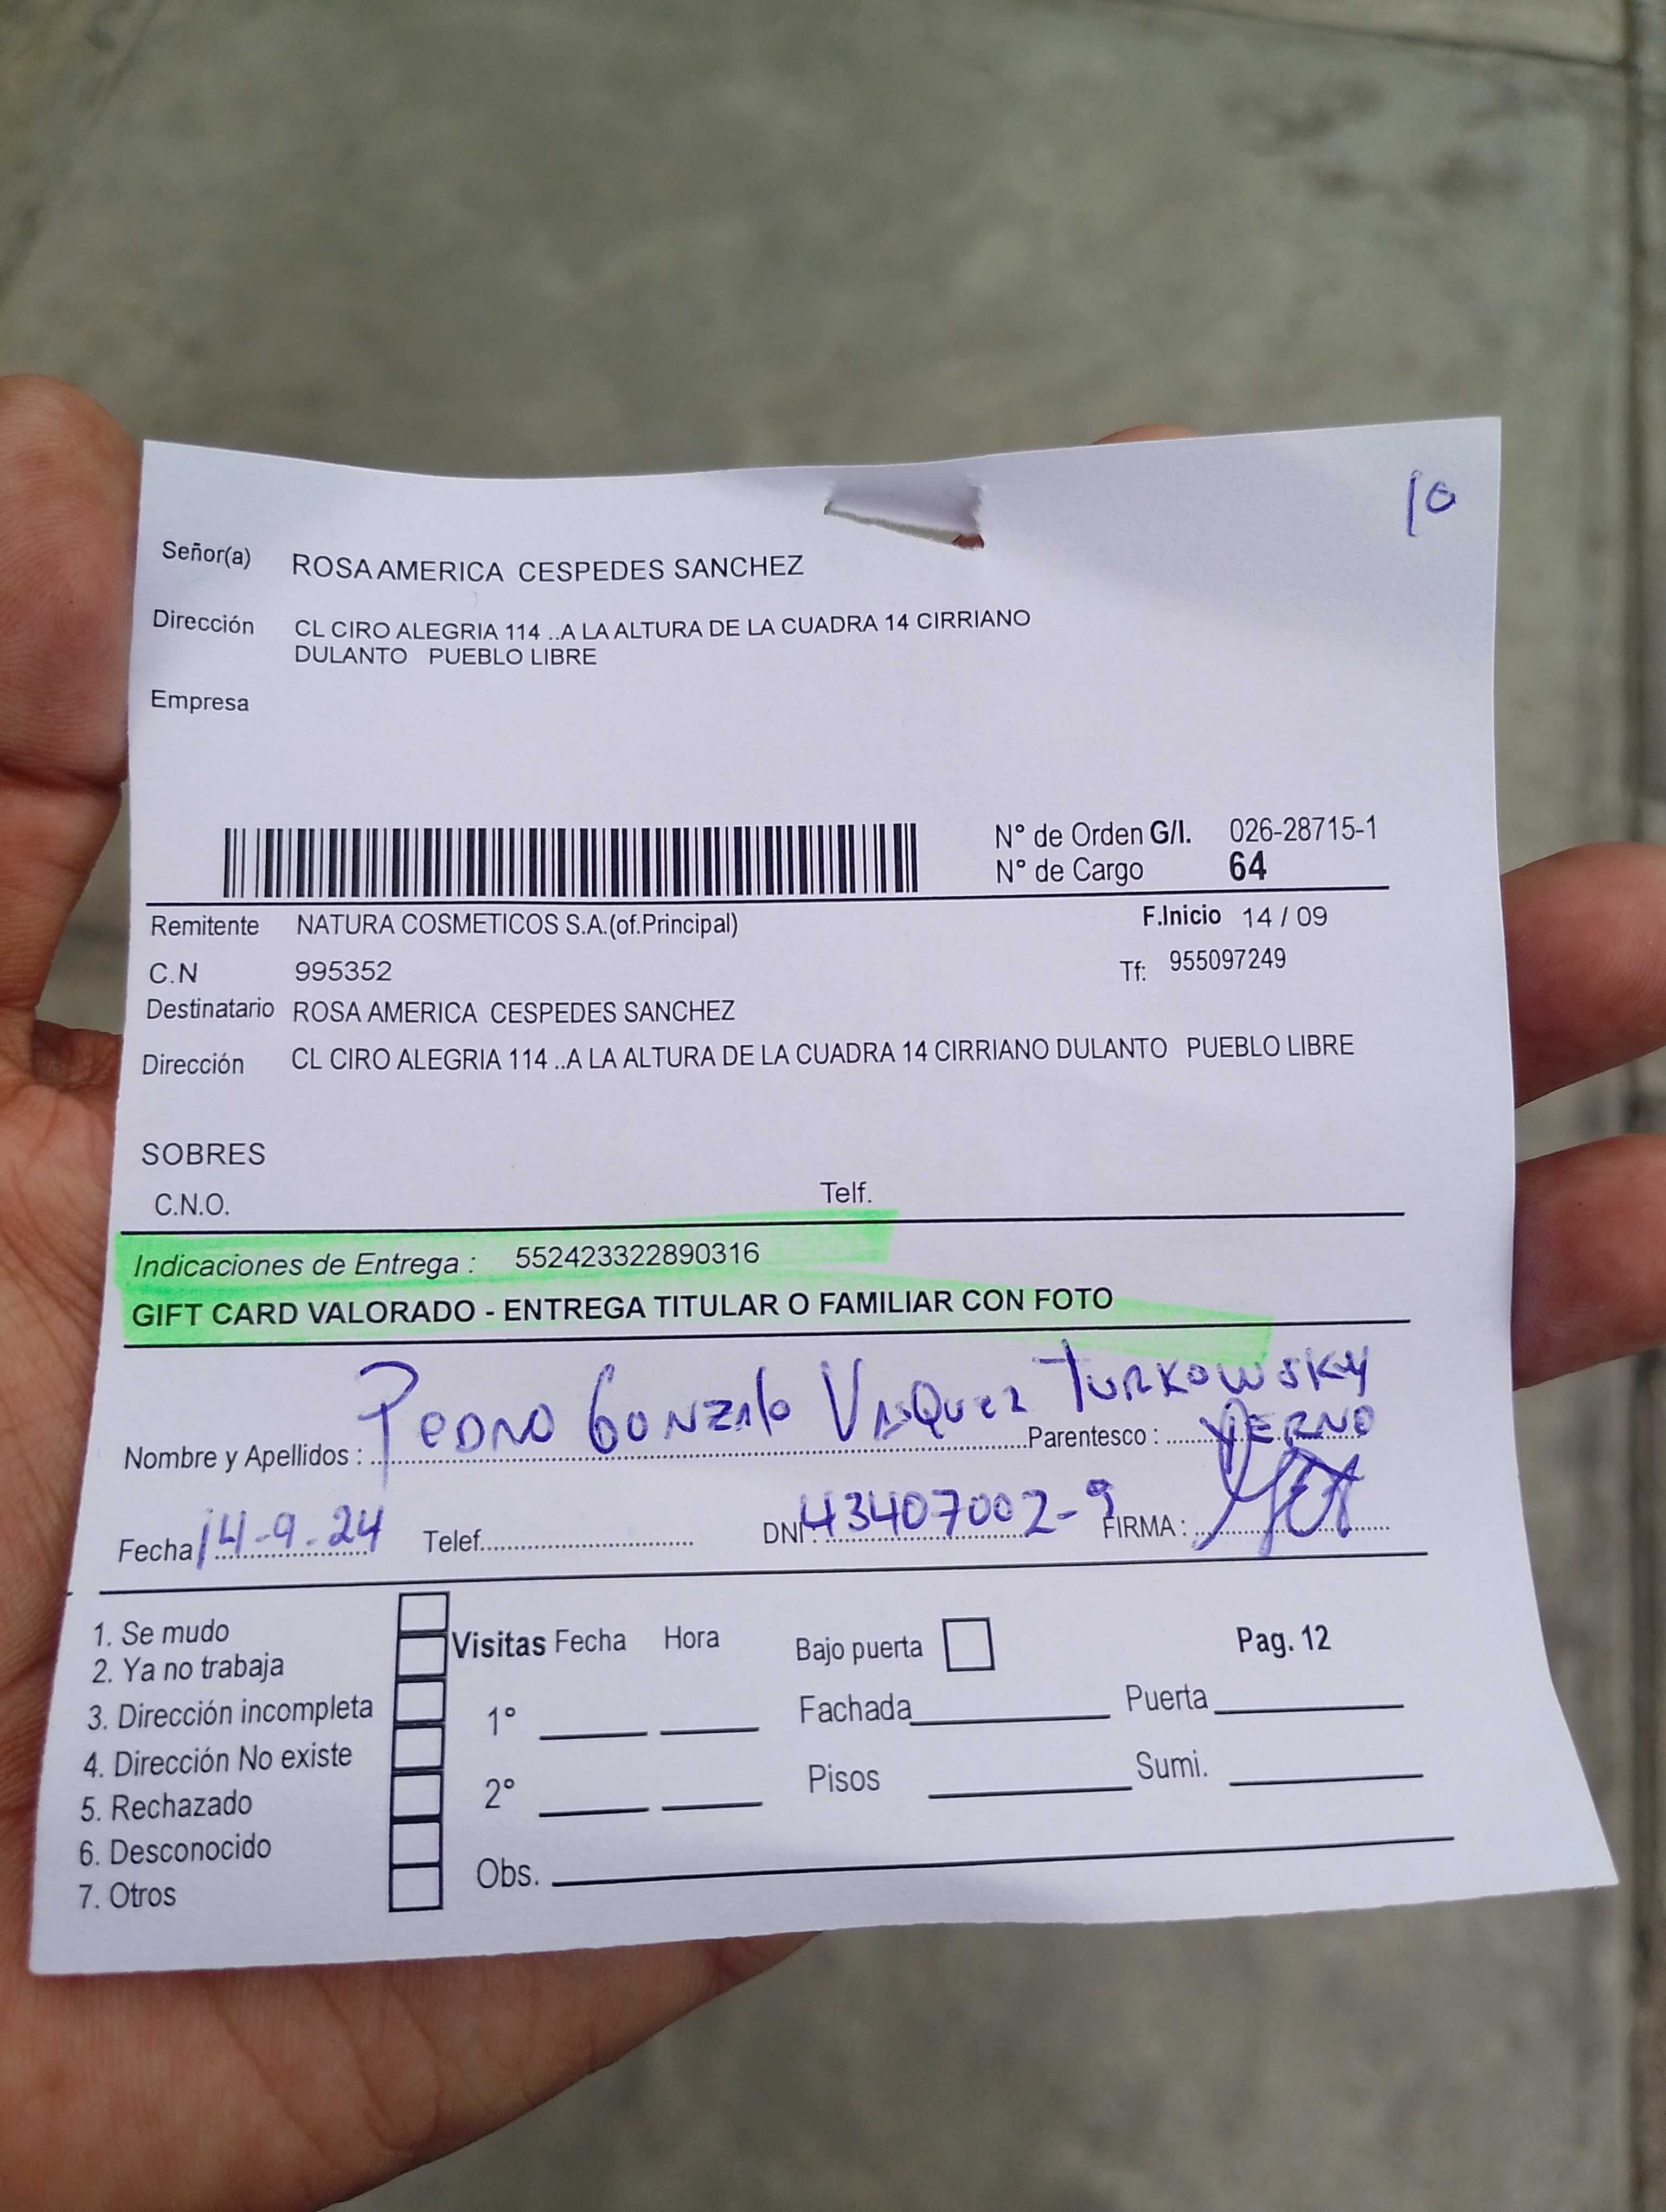 10
Señor(a) ROSA AMERICA CESPEDES SANCHEZ
Dirección CL CIRO ALEGRIA 114 ..A LA ALTURA DE LA CUADRA 14 CIRRIANO
DULANTO PUEBLO LIBRE
Empresa
N° de Orden G/I. 026-28715-1
N° de Cargo 64
Remitente NATURA COSMETICOS S.A.(of.Principal) F.Inicio 14 / 09
C.N 995352 Tf: 955097249
Destinatario ROSA AMERICA CESPEDES SANCHEZ
Dirección CL CIRO ALEGRIA 114 ..A LA ALTURA DE LA CUADRA 14 CIRRIANO DULANTO PUEBLO LIBRE
SOBRES
C.N.O. Telf.
Indicaciones de Entrega : 552423322890316
GIFT CARD VALORADO - ENTREGA TITULAR O FAMILIAR CON FOTO
Nombre y Apellidos : PEDRO GONZALO VASQUEZ TURKOWSKY Parentesco : YERNO
Fecha 14-9-24 Telef. DNI: 43407002-9 FIRMA :
1. Se mudo
2. Ya no trabaja
3. Dirección incompleta
4. Dirección No existe
5. Rechazado
6. Desconocido
7. Otros
Visitas Fecha Hora
1°
2°
Obs.
Bajo puerta Pag. 12
Fachada Puerta
Pisos Sumi.